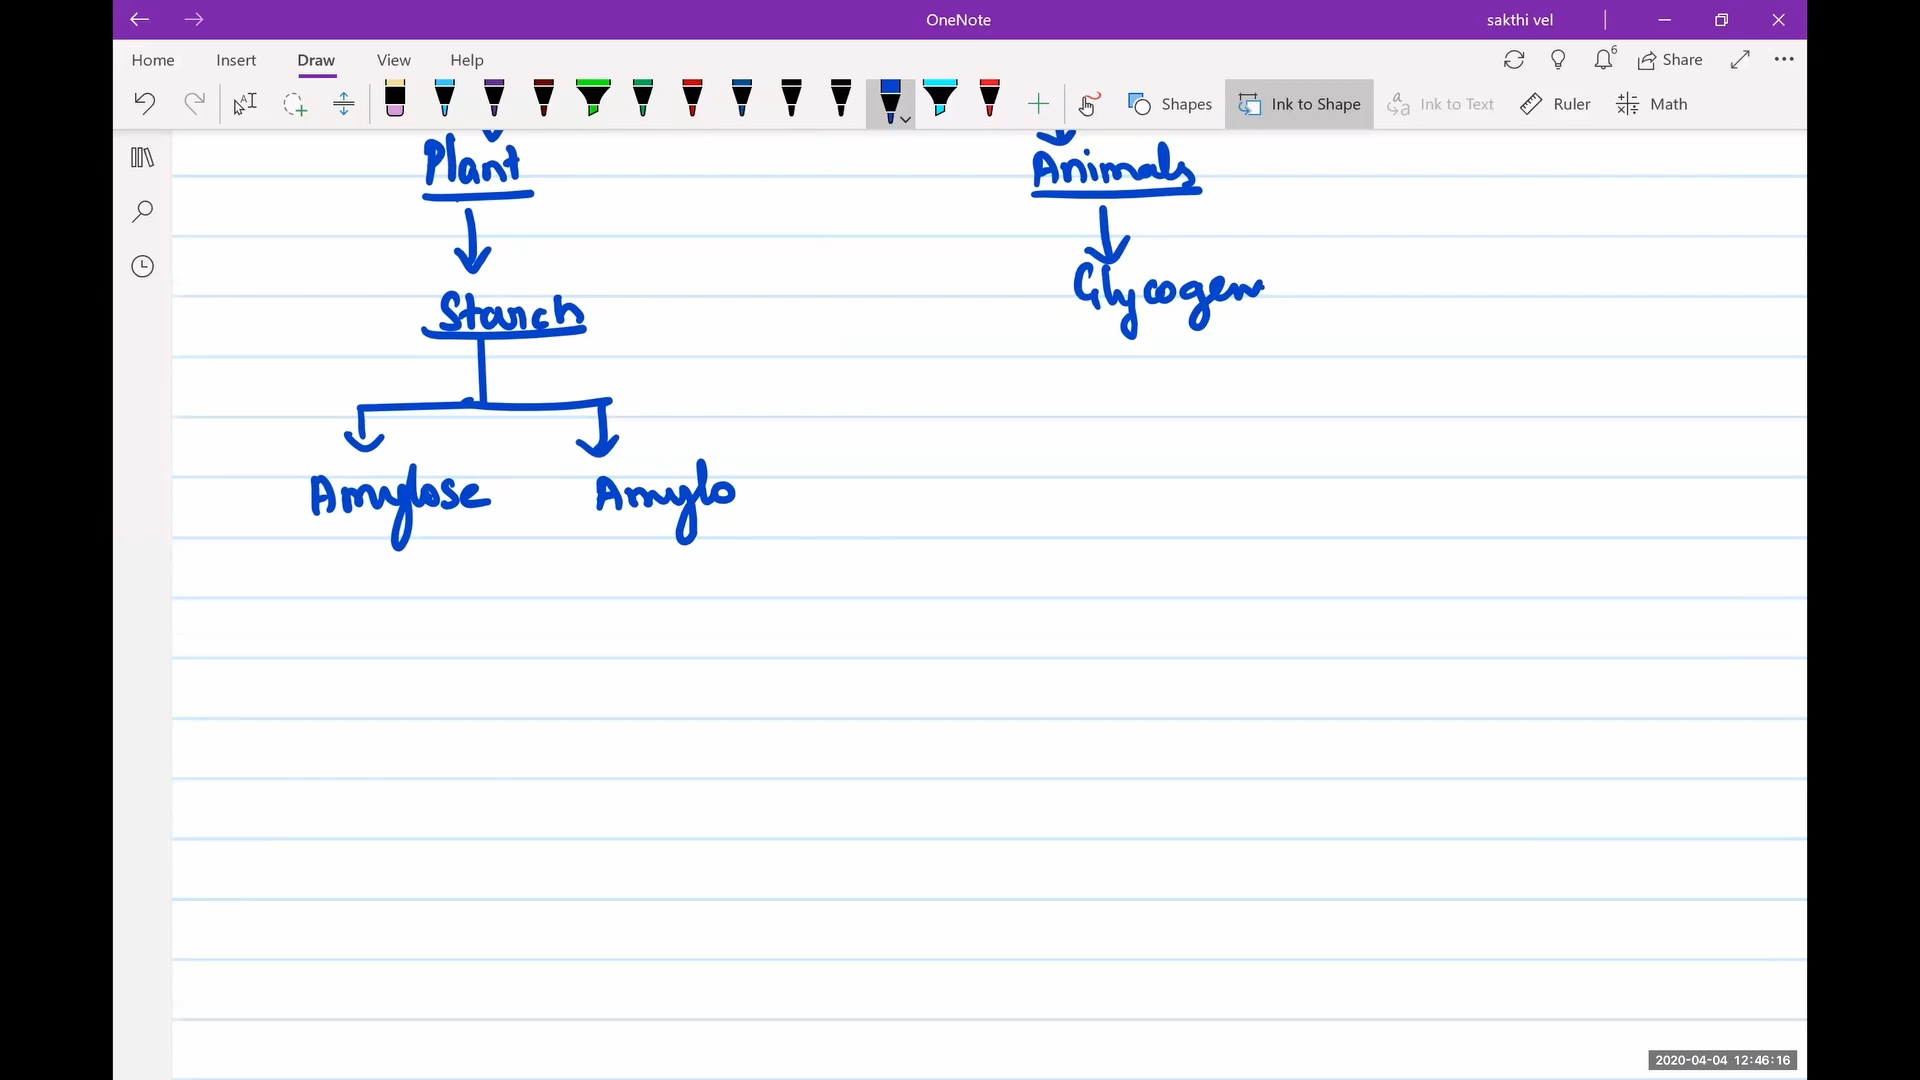 OneNote
sakthi vel
Home Insert Draw View Help
6
Share
Shapes Ink to Shape Ink to Text Ruler Math
Plant Animals
Starch Glycogen
Amylose Amylo
2020-04-04 12:46:16